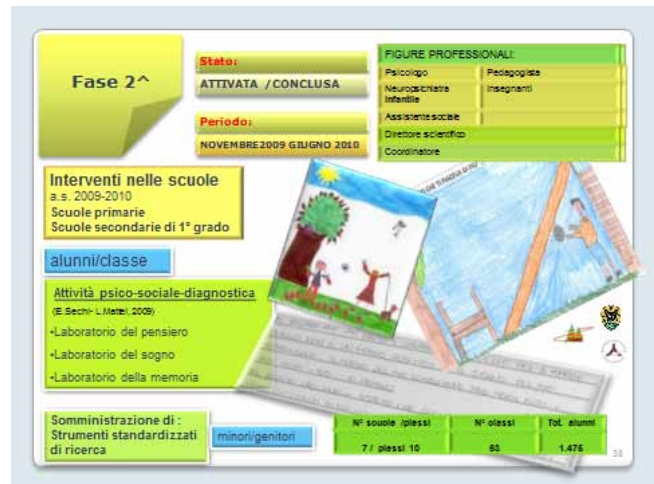 Fase 2^
Stato:
ATTIVATA /CONCLUSA
Periodo:
NOVEMBRE2009 GIUGNO 2010
FIGURE PROFESSIONALI:
Psicologo
Pedagogista
Neuropsichiatra
Infantile
Insegnanti
Assistente sociale
Direttore scientifico
Coordinatore
Interventi nelle scuole
a.s. 2009-2010
Scuole primarie
Scuole secondarie di 1° grado
alunni/classe
Attività psico-sociale-diagnostica
(E.Sechi- L.Mattei, 2009)
•Laboratorio del pensiero
•Laboratorio del sogno
•Laboratorio della memoria
Somministrazione di :
Strumenti standardizzati
di ricerca
minori/genitori
N° scuole /plessi
N° classi
Tot. alunni
7 / plessi 10
93
1.476
38